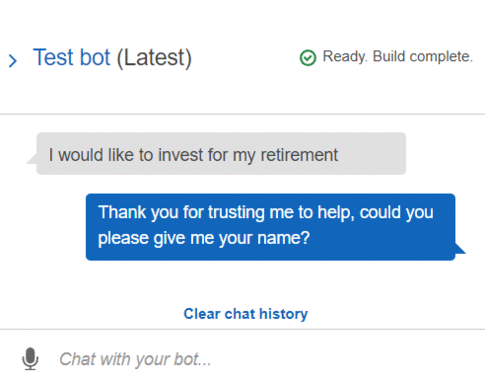 Test bot (Latest)
Ready. Build complete.
I would like to invest for my retirement
Thank you for trusting me to help, could you
please give me your name?
Clear chat history
Chat with your bot...